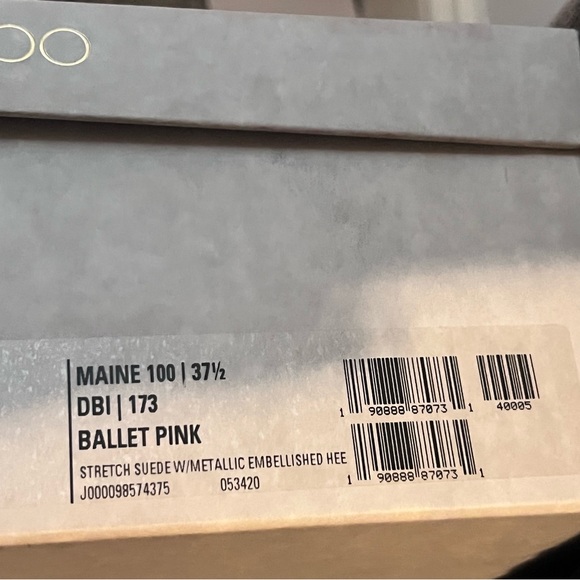 OO
MAINE 100 | 37½
DBI | 173
BALLET PINK
STRETCH SUEDE W/METALLIC EMBELLISHED HEE
J000098574375 053420
1 90888 87073 1
40005
1 90888 87073 1